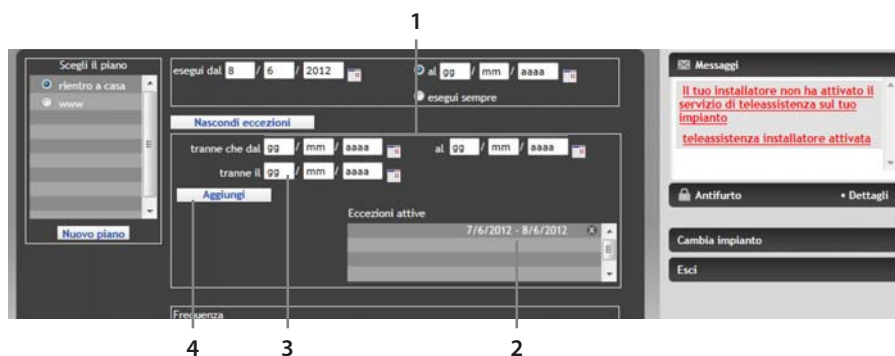 1
Scegli il piano
rientro a casa
www
Nuovo piano
esegui dal 8 / 6 / 2012
al gg / mm / aaaa
esegui sempre
Nascondi eccezioni
tranne che dal gg / mm / aaaa al gg / mm / aaaa
tranne il gg / mm / aaaa
Aggiungi
Eccezioni attive
7/6/2012 - 8/6/2012
Frequenza
Messaggi
Il tuo installatore non ha attivato il
servizio di teleassistenza sul tuo
impianto
teleassistenza installatore attivata
Antifurto • Dettagli
Cambia impianto
Esci
4 3 2